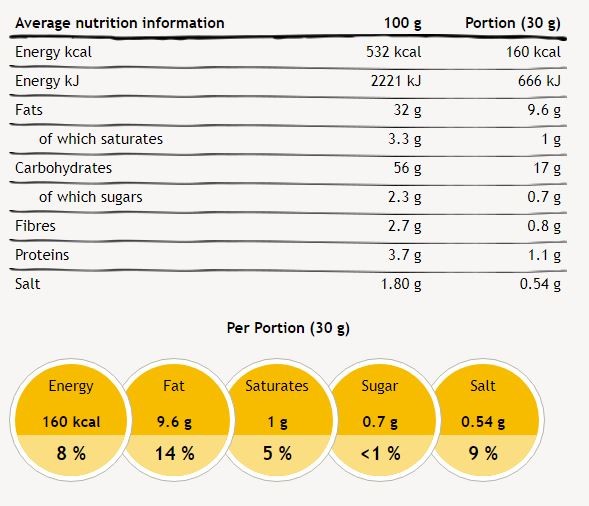 Average nutrition information 100 g Portion (30 g)
Energy kcal 532 kcal 160 kcal
Energy kJ 2221 kJ 666 kJ
Fats 32 g 9.6 g
of which saturates 3.3 g 1 g
Carbohydrates 56 g 17 g
of which sugars 2.3 g 0.7 g
Fibres 2.7 g 0.8 g
Proteins 3.7 g 1.1 g
Salt 1.80 g 0.54 g
Per Portion (30 g)
Energy Fat Saturates Sugar Salt
160 kcal 9.6 g 1 g 0.7 g 0.54 g
8 % 14 % 5 % <1 % 9 %